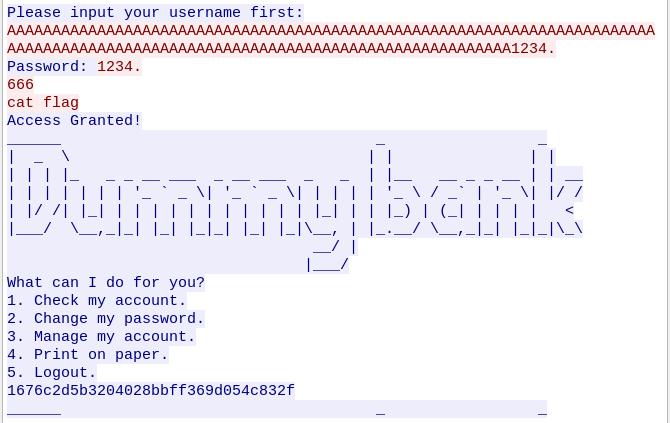 Please input your username first:
AAAAAAAAAAAAAAAAAAAAAAAAAAAAAAAAAAAAAAAAAAAAAAAAAAAAAAAAAAAAAAAAAAAAAAAA
AAAAAAAAAAAAAAAAAAAAAAAAAAAAAAAAAAAAAAAAAAAAAAAAAAAAAAAA1234.
Password: 1234.
666
cat flag
Access Granted!
______                                   _                 _
|  _  \                                 | |               | |
| | | |_   _ _ __ ___  _ __ ___  _   _  | |__   __ _ _ __ | | __
| | | | | | | '_ ` _ \| '_ ` _ \| | | | | '_ \ / _` | '_ \| |/ /
| |/ /| |_| | | | | | | | | | | | |_| | | |_) | (_| | | | |   <
|___/  \__,_|_| |_| |_|_| |_| |_|\__, | |_.__/ \__,_|_| |_|_|\_\
                                  __/ |
                                 |___/
What can I do for you?
1. Check my account.
2. Change my password.
3. Manage my account.
4. Print on paper.
5. Logout.
1676c2d5b3204028bbff369d054c832f
______                                   _                 _